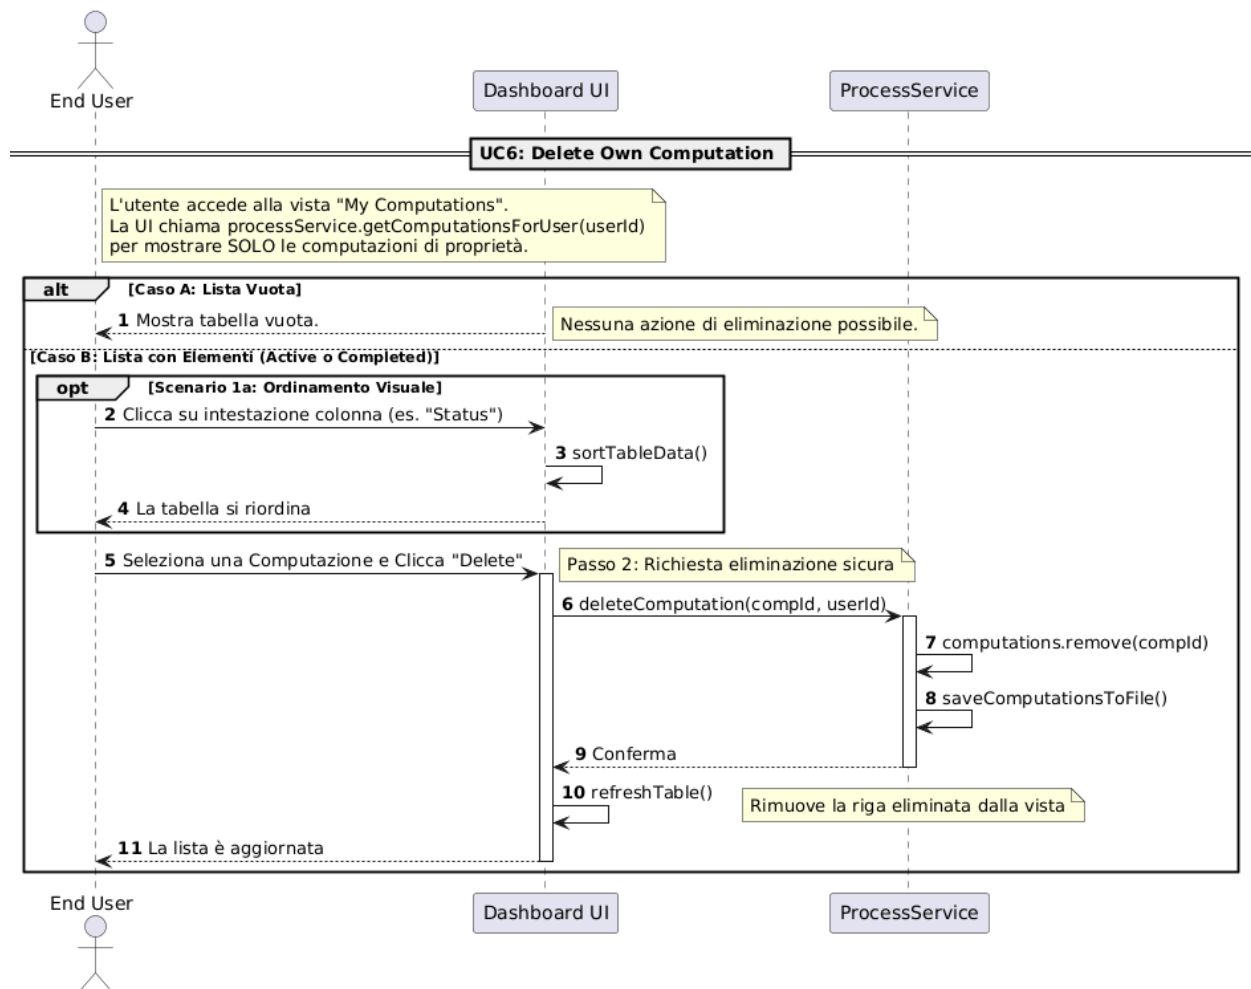 End User
Dashboard UI
ProcessService
UC6: Delete Own Computation
L'utente accede alla vista "My Computations".
La UI chiama processService.getComputationsForUser(userId)
per mostrare SOLO le computazioni di proprietà.
alt [Caso A: Lista Vuota]
1 Mostra tabella vuota.
Nessuna azione di eliminazione possibile.
[Caso B: Lista con Elementi (Active o Completed)]
opt [Scenario 1a: Ordinamento Visuale]
2 Clicca su intestazione colonna (es. "Status")
3 sortTableData()
4 La tabella si riordina
5 Seleziona una Computazione e Clicca "Delete"
Passo 2: Richiesta eliminazione sicura
6 deleteComputation(compId, userId)
7 computations.remove(compId)
8 saveComputationsToFile()
9 Conferma
10 refreshTable()
Rimuove la riga eliminata dalla vista
11 La lista è aggiornata
End User
Dashboard UI
ProcessService